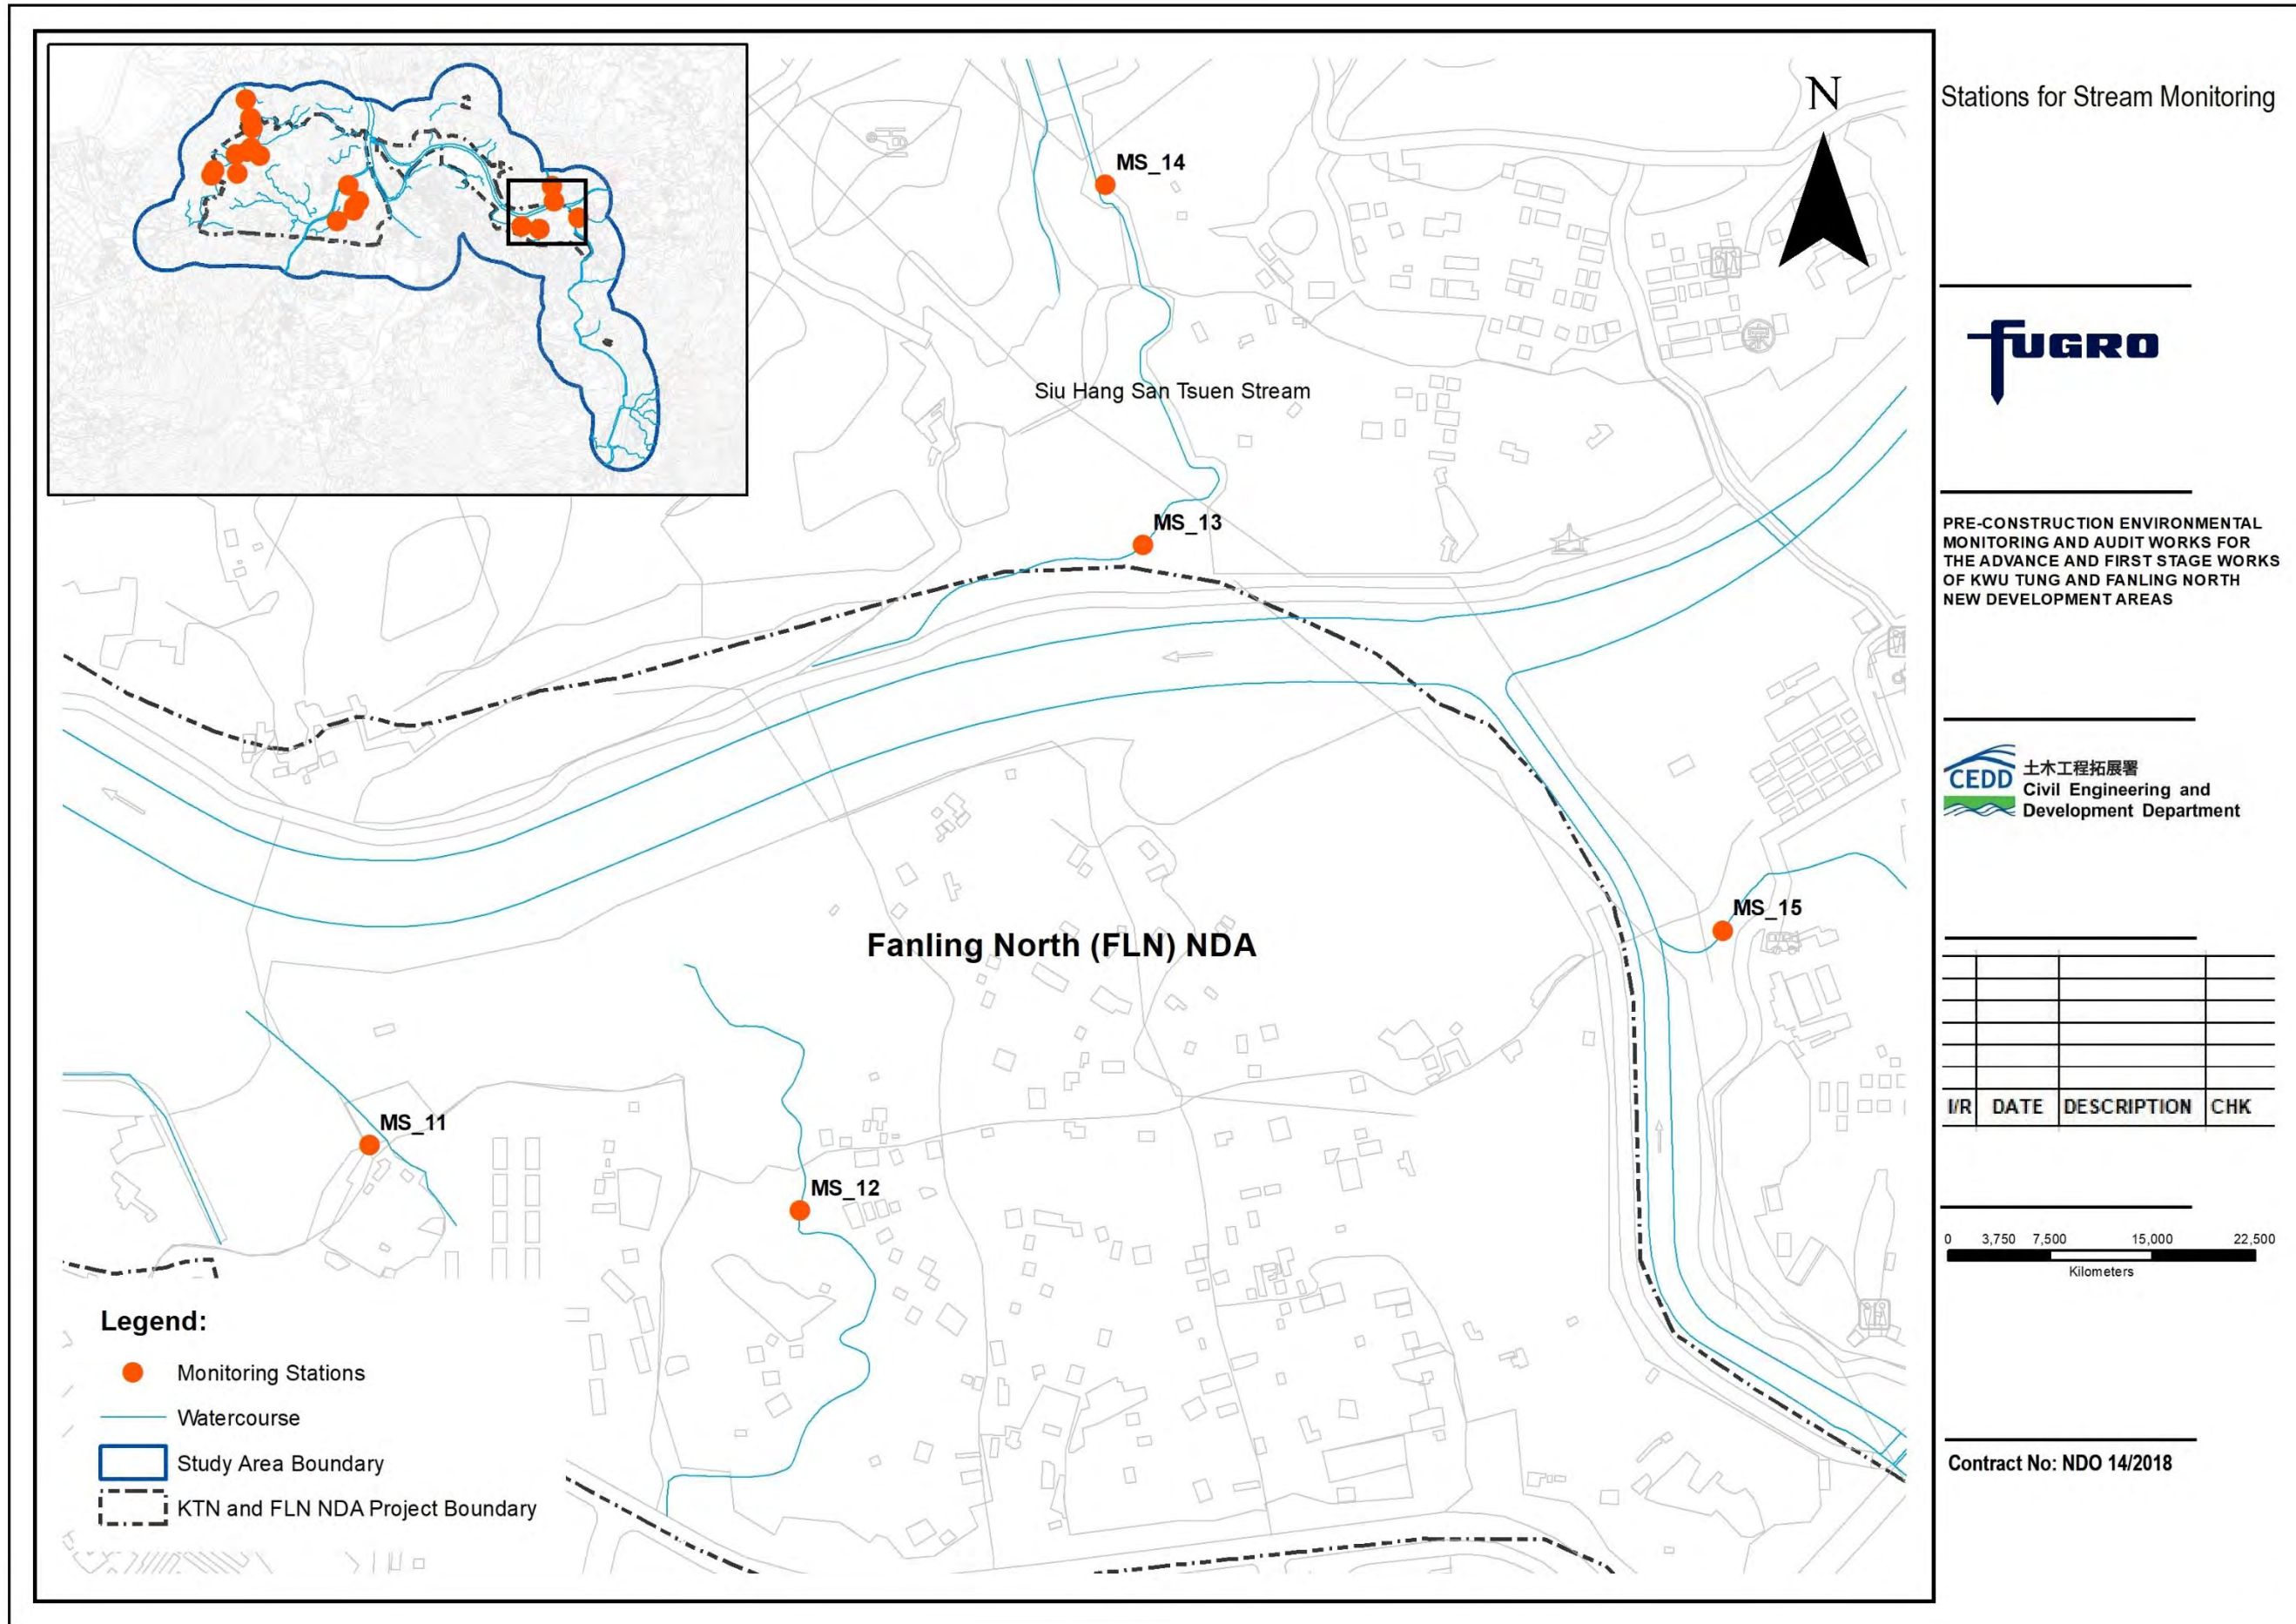 N
MS_14
Siu Hang San Tsuen Stream
MS_13
MS_15
Fanling North (FLN) NDA
MS_11
MS_12
Legend:
Monitoring Stations
Watercourse
Study Area Boundary
KTN and FLN NDA Project Boundary
Stations for Stream Monitoring
FUGRO
PRE-CONSTRUCTION ENVIRONMENTAL
MONITORING AND AUDIT WORKS FOR
THE ADVANCE AND FIRST STAGE WORKS
OF KWU TUNG AND FANLING NORTH
NEW DEVELOPMENT AREAS
CEDD
土木工程拓展署
Civil Engineering and
Development Department
I/R DATE DESCRIPTION CHK
0 3,750 7,500 15,000 22,500
Kilometers
Contract No: NDO 14/2018